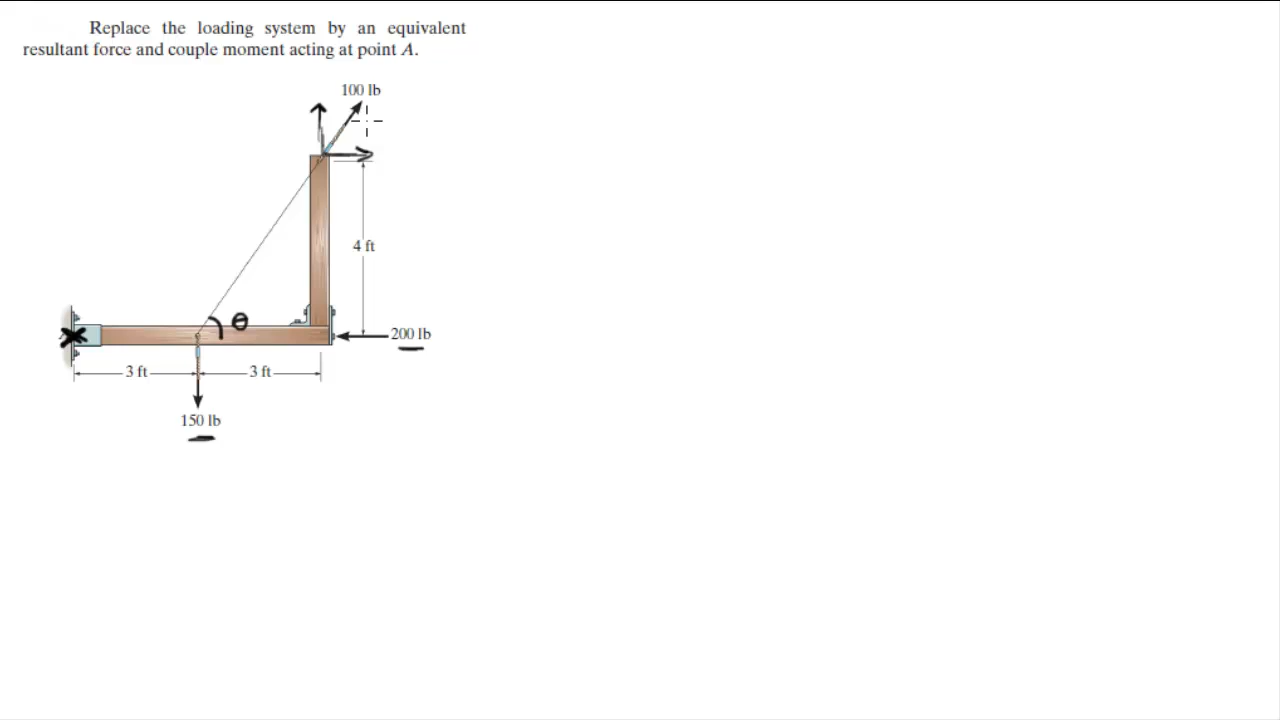 Replace the loading system by an equivalent
resultant force and couple moment acting at point A.
100 lb
4 ft
θ
200 lb
3 ft
3 ft
150 lb